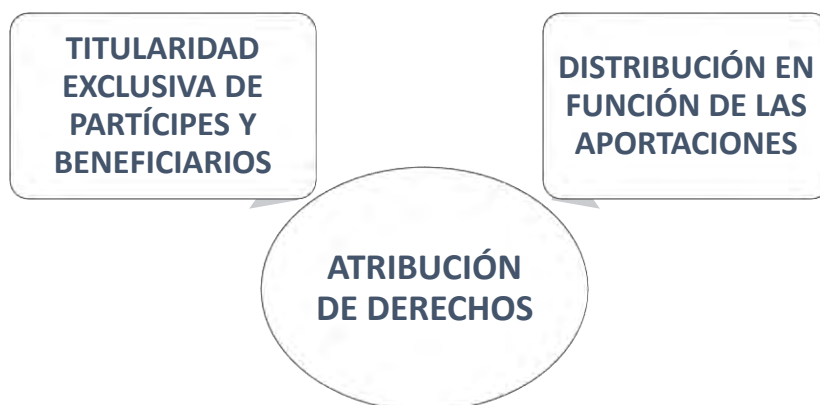 TITULARIDAD
EXCLUSIVA DE
PARTÍCIPES Y
BENEFICIARIOS
DISTRIBUCIÓN EN
FUNCIÓN DE LAS
APORTACIONES
ATRIBUCIÓN
DE DERECHOS